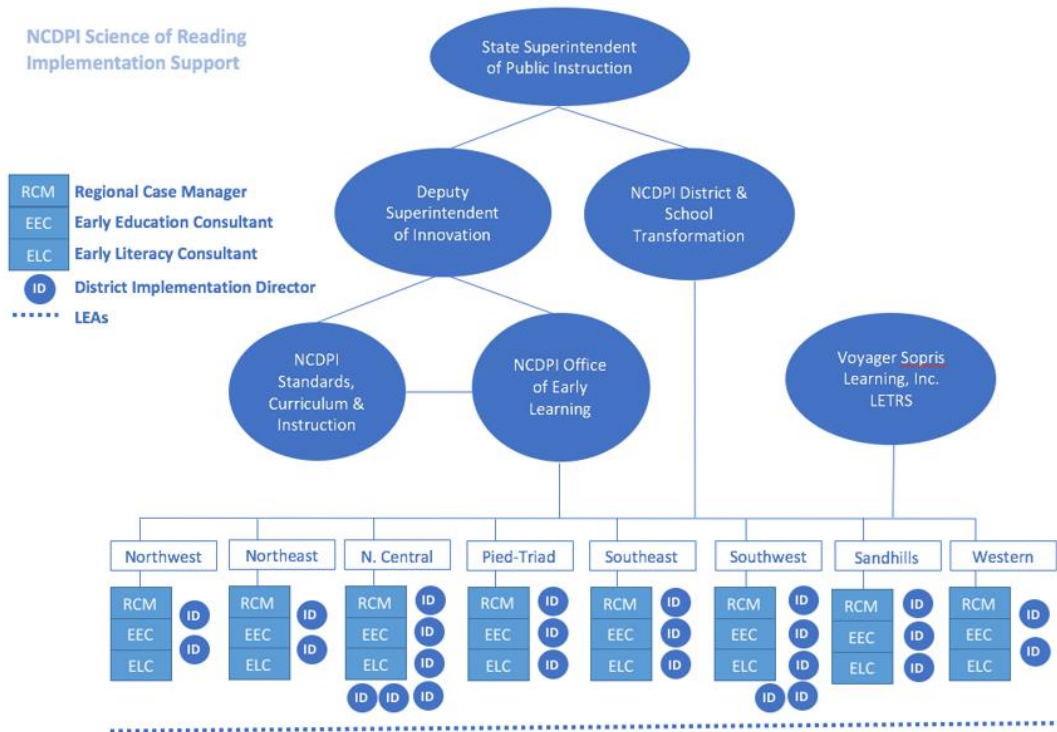 NCDPI Science of Reading
Implementation Support
State Superintendent
of Public Instruction
RCM Regional Case Manager
EEC Early Education Consultant
ELC Early Literacy Consultant
ID District Implementation Director
LEAs
Deputy
Superintendent
of Innovation
NCDPI District &
School
Transformation
NCDPI
Standards,
Curriculum &
Instruction
NCDPI Office
of Early
Learning
Voyager Sopris
Learning, Inc.
LETRS
Northwest
RCM
EEC
ELC
ID
ID
Northeast
RCM
EEC
ELC
ID
ID
N. Central
RCM
EEC
ELC
ID
ID
ID
ID ID ID
Pied-Triad
RCM
EEC
ELC
ID
ID
ID
Southeast
RCM
EEC
ELC
ID
ID
ID
Southwest
RCM
EEC
ELC
ID
ID
ID
ID ID
Sandhills
RCM
EEC
ELC
ID
ID
ID
Western
RCM
EEC
ELC
ID
ID